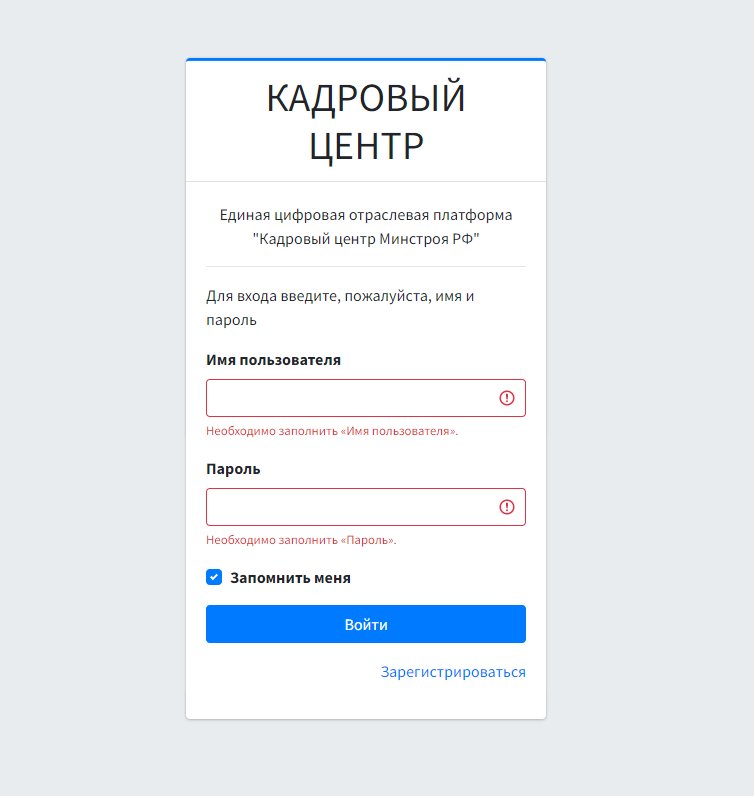 КАДРОВЫЙ
ЦЕНТР
Единая цифровая отраслевая платформа
"Кадровый центр Минстроя РФ"
Для входа введите, пожалуйста, имя и
пароль
Имя пользователя
Необходимо заполнить «Имя пользователя».
Пароль
Необходимо заполнить «Пароль».
Запомнить меня
Войти
Зарегистрироваться